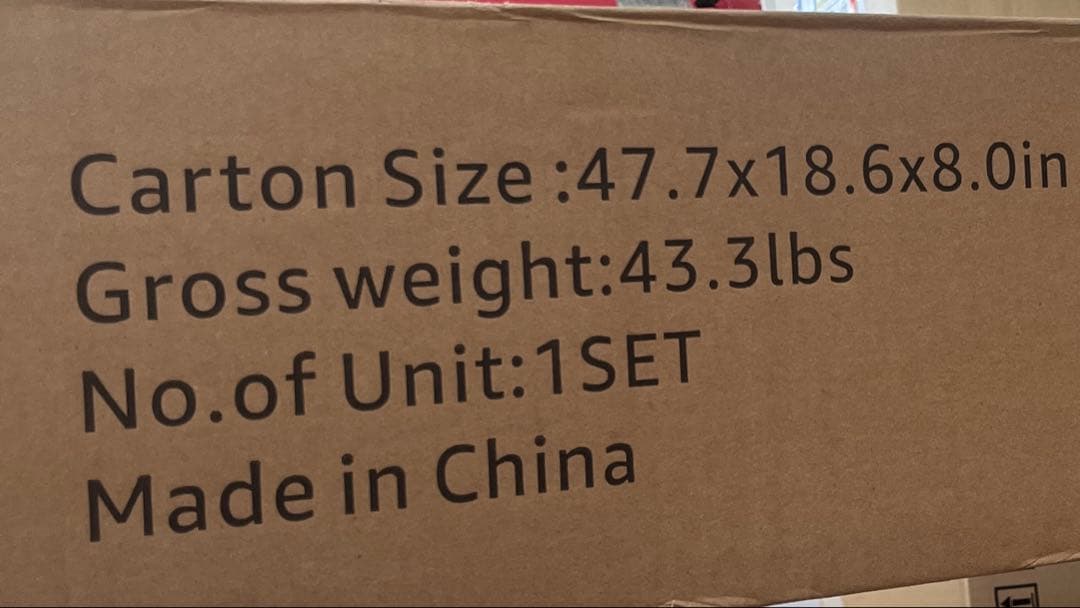 Carton Size :47.7x18.6x8.0in
Gross weight:43.3lbs
No.of Unit:1SET
Made in China